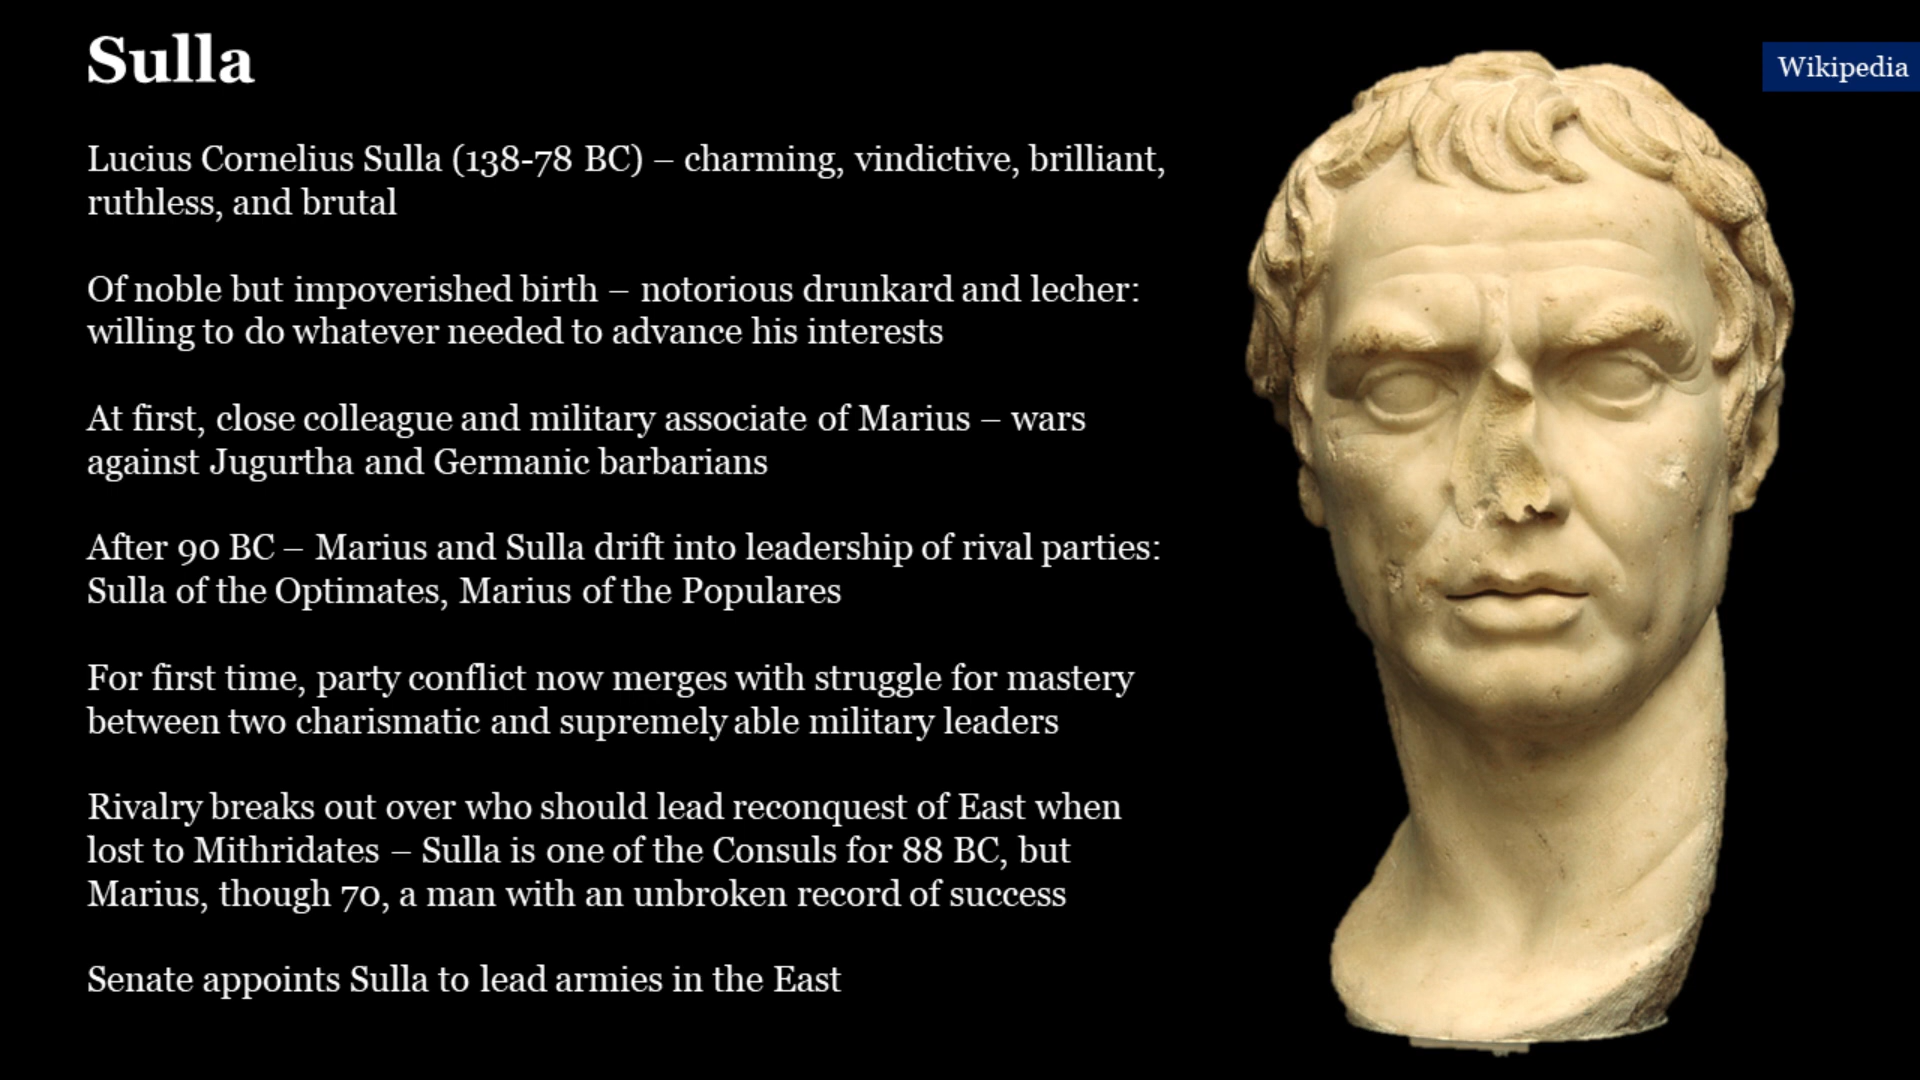 Sulla
Wikipedia
Lucius Cornelius Sulla (138-78 BC) – charming, vindictive, brilliant,
ruthless, and brutal
Of noble but impoverished birth – notorious drunkard and lecher:
willing to do whatever needed to advance his interests
At first, close colleague and military associate of Marius – wars
against Jugurtha and Germanic barbarians
After 90 BC – Marius and Sulla drift into leadership of rival parties:
Sulla of the Optimates, Marius of the Populares
For first time, party conflict now merges with struggle for mastery
between two charismatic and supremely able military leaders
Rivalry breaks out over who should lead reconquest of East when
lost to Mithridates – Sulla is one of the Consuls for 88 BC, but
Marius, though 70, a man with an unbroken record of success
Senate appoints Sulla to lead armies in the East